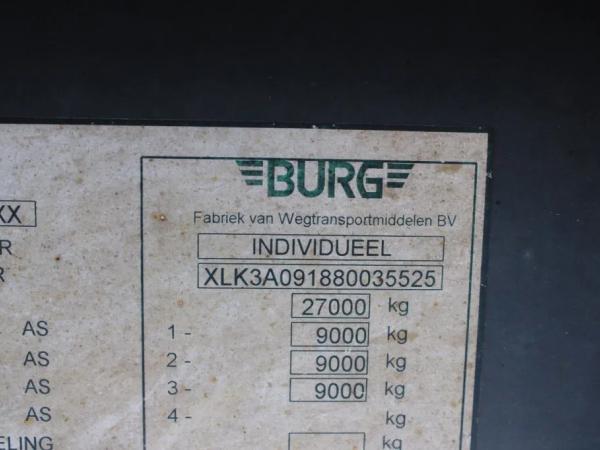 BURG
Fabriek van Wegtransportmiddelen BV
XX
INDIVIDUEEL
R
XLK3A091880035525
R
27000 kg
AS 1 - 9000 kg
AS 2 - 9000 kg
AS 3 - 9000 kg
AS 4 - kg
ELING kg